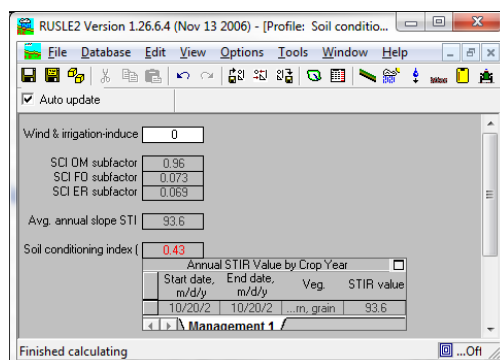 RUSLE2 Version 1.26.6.4 (Nov 13 2006) - [Profile: Soil conditio...
File Database Edit View Options Tools Window Help
Auto update
Wind & irrigation-induce 0
SCI OM subfactor 0.96
SCI FO subfactor 0.073
SCI ER subfactor 0.069
Avg. annual slope STI 93.6
Soil conditioning index ( 0.43
Annual STIR Value by Crop Year
Start date, m/d/y End date, m/d/y Veg. STIR value
10/20/2 10/20/2 ...rn, grain 93.6
Management 1
Finished calculating ...Off